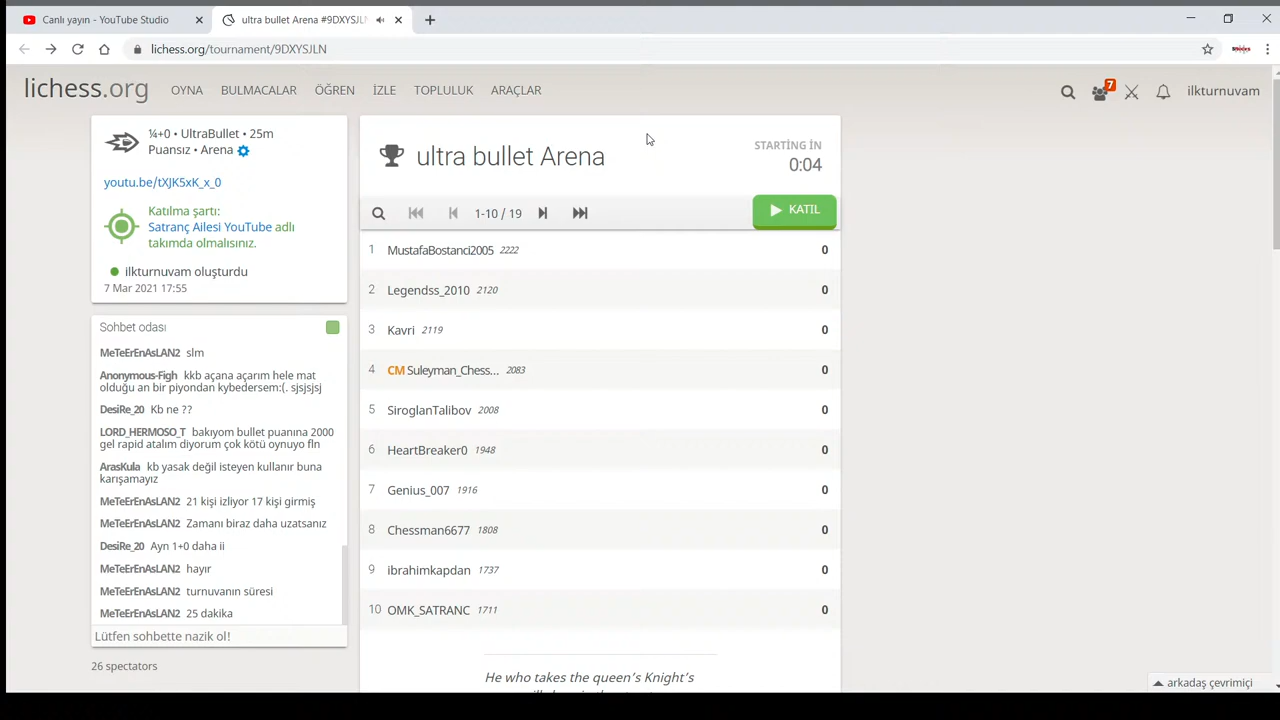 Canlı yayın - YouTube Studio
ultra bullet Arena #9DXYSJLN
lichess.org/tournament/9DXYSJLN
lichess.org OYNA BULMACALAR ÖĞREN İZLE TOPLULUK ARAÇLAR 7 ilkturnuvam
¼+0 • UltraBullet • 25m
Puansız • Arena
youtu.be/tXJK5xK_x_0
Katılma şartı:
Satranç Ailesi YouTube adlı
takımda olmalısınız.
ilkturnuvam oluşturdu
7 Mar 2021 17:55
Sohbet odası
MeTeErEnAsLAN2 slm
Anonymous-Figh kkb açana açarım hele mat
olduğu an bir piyondan kybedersem:(. sjsjsjsj
DesiRe_20 Kb ne ??
LORD_HERMOSO_T bakıyom bullet puanına 2000
gel rapid atalım diyorum çok kötü oynuyo fln
ArasKula kb yasak değil isteyen kullanır buna
karışamayız
MeTeErEnAsLAN2 21 kişi izliyor 17 kişi girmiş
MeTeErEnAsLAN2 Zamanı biraz daha uzatsanız
DesiRe_20 Ayn 1+0 daha ii
MeTeErEnAsLAN2 hayır
MeTeErEnAsLAN2 turnuvanın süresi
MeTeErEnAsLAN2 25 dakika
Lütfen sohbette nazik ol!
26 spectators
ultra bullet Arena
STARTİNG İN
0:04
1-10 / 19
KATIL
1 MustafaBostanci2005 2222 0
2 Legendss_2010 2120 0
3 Kavri 2119 0
4 CM Suleyman_Chess... 2083 0
5 SiroglanTalibov 2008 0
6 HeartBreaker0 1948 0
7 Genius_007 1916 0
8 Chessman6677 1808 0
9 ibrahimkapdan 1737 0
10 OMK_SATRANC 1711 0
He who takes the queen's Knight's
arkadaş çevrimiçi